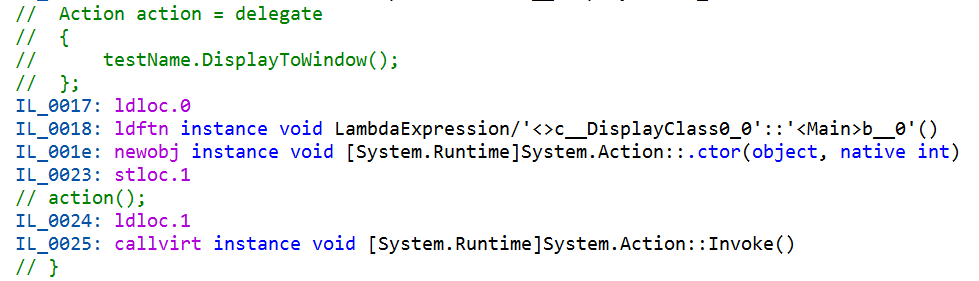 //  Action action = delegate
//  {
//      testName.DisplayToWindow();
//  };
IL_0017: ldloc.0
IL_0018: ldftn instance void LambdaExpression/'<>c__DisplayClass0_0'::'<Main>b__0'()
IL_001e: newobj instance void [System.Runtime]System.Action::.ctor(object, native int)
IL_0023: stloc.1
// action();
IL_0024: ldloc.1
IL_0025: callvirt instance void [System.Runtime]System.Action::Invoke()
// }